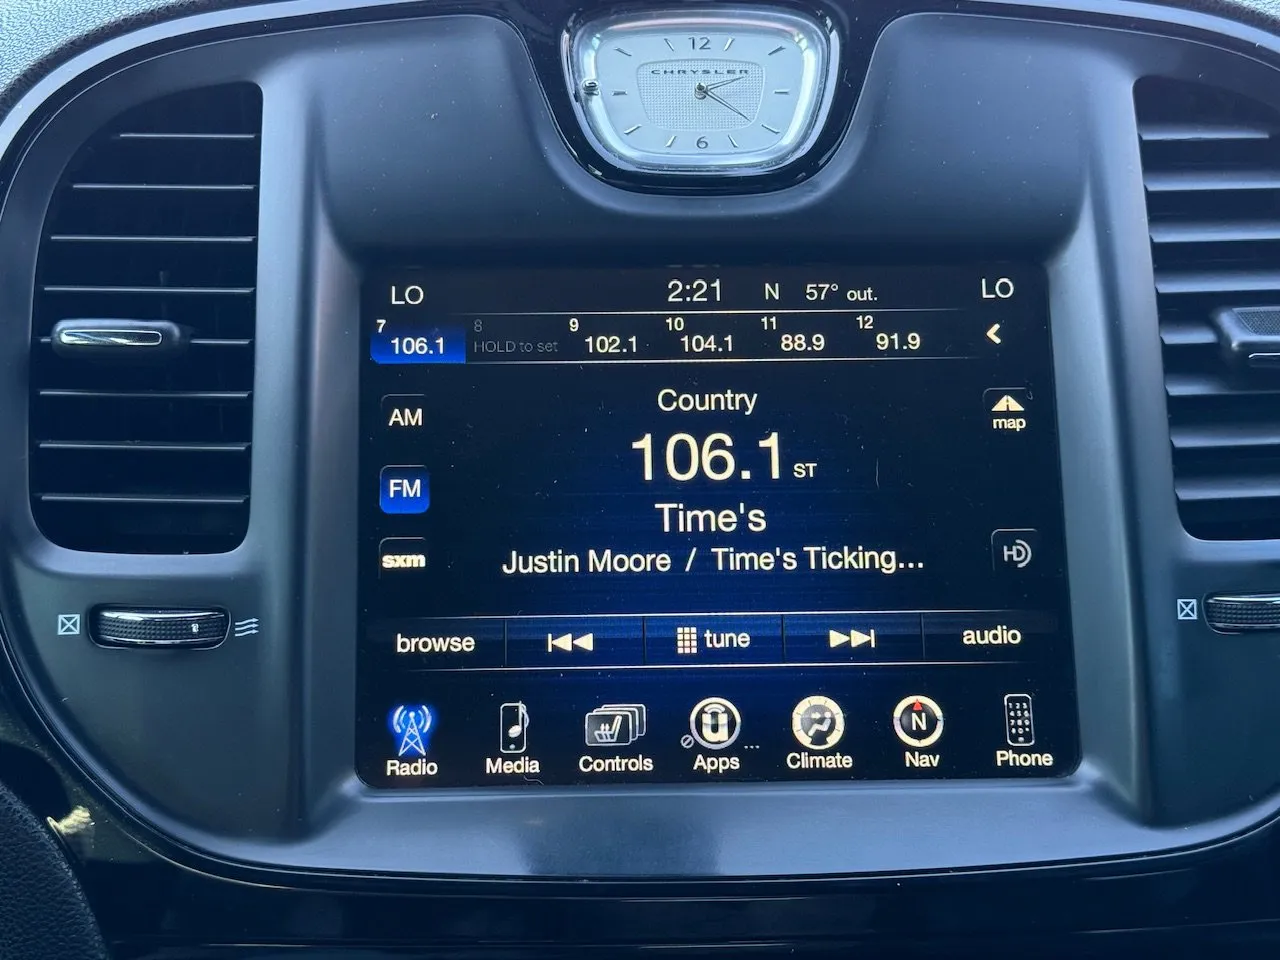 12
CHRYSLER
6
LO 2:21 N 57° out. LO
7 8 9 10 11 12
106.1 HOLD to set 102.1 104.1 88.9 91.9
Country
AM
map
106.1 ST
FM
Time's
HD
sxm
Justin Moore / Time's Ticking...
browse tune audio
N
Radio Media Controls Apps ... Climate Nav Phone